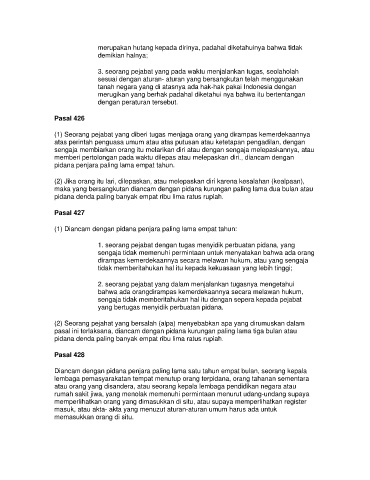 merupakan hutang kepada dirinya, padahal diketahuinya bahwa tidak
demikian halnya;
3. seorang pejabat yang pada waktu menjalankan tugas, seolaholah
sesuai dengan aturan- aturan yang bersangkutan telah menggunakan
tanah negara yang di atasnya ada hak-hak pakai Indonesia dengan
merugikan yang berhak padahal diketahui nya bahwa itu bertentangan
dengan peraturan tersebut.
Pasal 426
(1) Seorang pejabat yang diberi tugas menjaga orang yang dirampas kemerdekaannya
atas perintah penguasa umum atau atas putusan atau ketetapan pengadilan, dengan
sengaja membiarkan orang itu melarikan diri atau dengan sengaja melepaskannya, atau
memberi pertolongan pada waktu dilepas atau melepaskan diri., diancam dengan
pidana penjara paling lama empat tahun.
(2) Jika orang itu lari, dilepaskan, atau melepaskan diri karena kesalahan (kealpaan),
maka yang bersangkutan diancam dengan pidana kurungan paling lama dua bulan atau
pidana denda paling banyak empat ribu lima ratus rupiah.
Pasal 427
(1) Diancam dengan pidana penjara paling lama empat tahun:
1. seorang pejabat dengan tugas menyidik perbuatan pidana, yang
sengaja tidak memenuhi permintaan untuk menyatakan bahwa ada orang
dirampas kemerdekaannya secara melawan hukum, atau yang sengaja
tidak memberitahukan hal itu kepada kekuasaan yang lebih tinggi;
2. seorang pejabat yang dalam menjalankan tugasnya mengetahui
bahwa ada orangdirampas kemerdekaannya secara melawan hukum,
sengaja tidak memberitahukan hal itu dengan sepera kepada pejabat
yang bertugas menyidik perbuatan pidana.
(2) Seorang pejahat yang bersalah (alpa) menyebabkan apa yang dirumuskan dalam
pasal ini terlaksana, diancam dengan pidana kurungan paling lama tiga bulan atau
pidana denda paling banyak empat ribu lima ratus rupiah.
Pasal 428
Diancam dengan pidana penjara paling lama satu tahun empat bulan, seorang kepala
lembaga pemasyarakatan tempat menutup orang terpidana, orang tahanan sementara
atau orang yang disandera, atau seorang kepala lembaga pendidikan negara atau
rumah sakit jiwa, yang menolak memenuhi permintaan menurut udang-undang supaya
memperlihatkan orang yang dimasukkan di situ, atau supaya memperlihatkan register
masuk, atau akta- akta yang menuzut aturan-aturan umum harus ada untuk
memasukkan orang di situ.